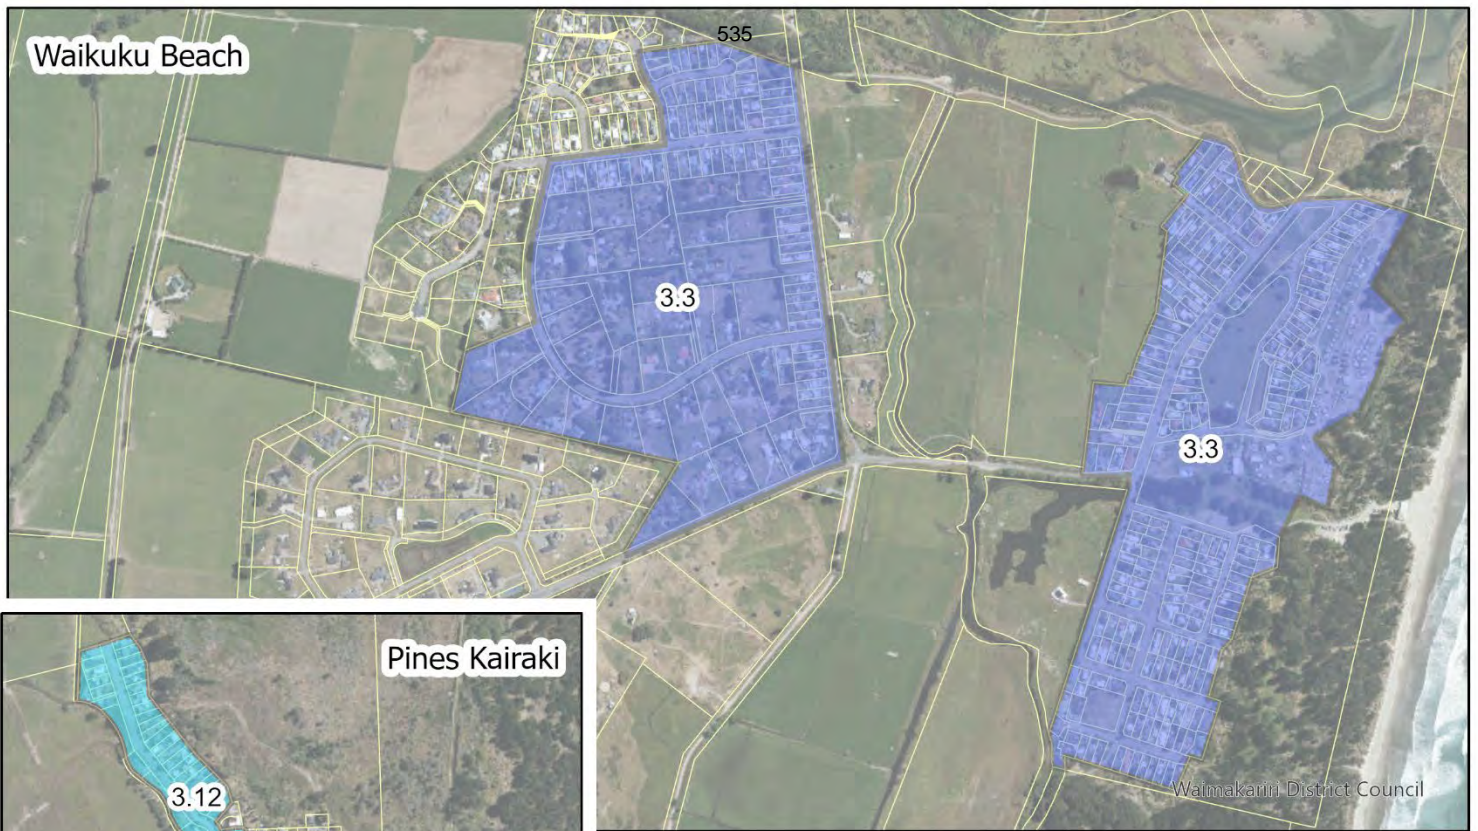 535
Waikuku Beach
3.3
3.3
Pines Kairaki
3.12
Waimakariri District Council